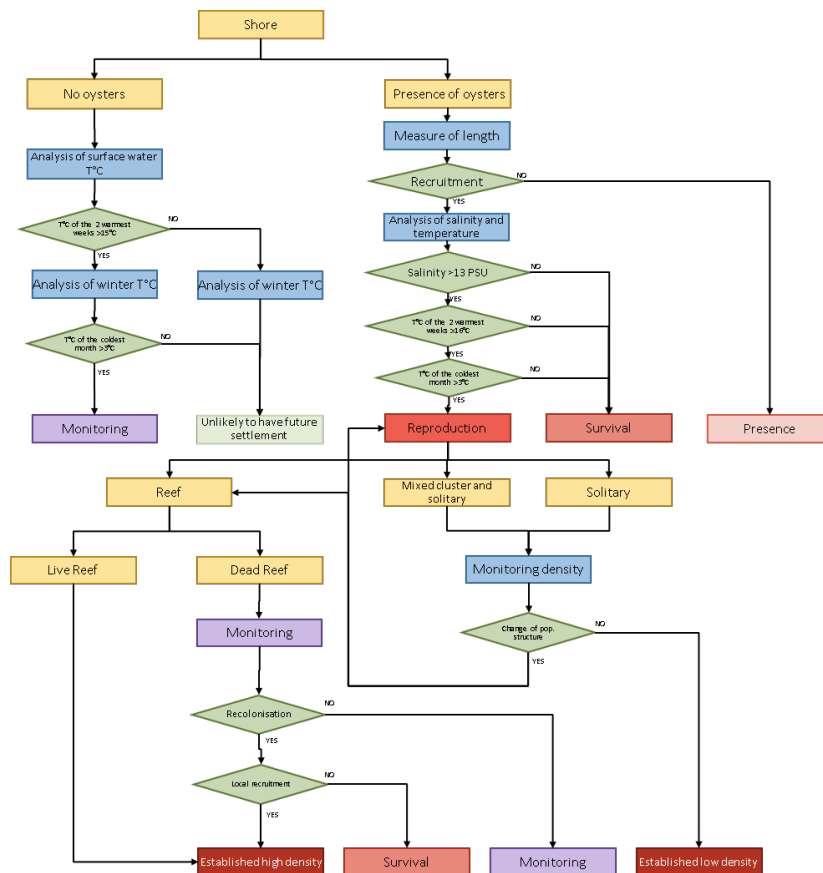 Shore
No oysters
Presence of oysters
Measure of length
Analysis of surface water
T°C
Recruitment
NO
YES
T°C of the 2 warmest
weeks >15°C
NO
YES
Analysis of salinity and
temperature
Salinity >13 PSU
NO
YES
Analysis of winter T°C
Analysis of winter T°C
T°C of the 2 warmest
weeks >16°C
NO
YES
T°C of the coldest
month >3°C
NO
YES
T°C of the coldest
month >3°C
NO
YES
Monitoring
Unlikely to have future
settlement
Reproduction
Survival
Presence
Reef
Mixed cluster and
solitary
Solitary
Live Reef
Dead Reef
Monitoring density
Monitoring
Change of pop.
structure
NO
YES
Recolonisation
NO
YES
Local recruitment
NO
YES
Established high density
Survival
Monitoring
Established low density